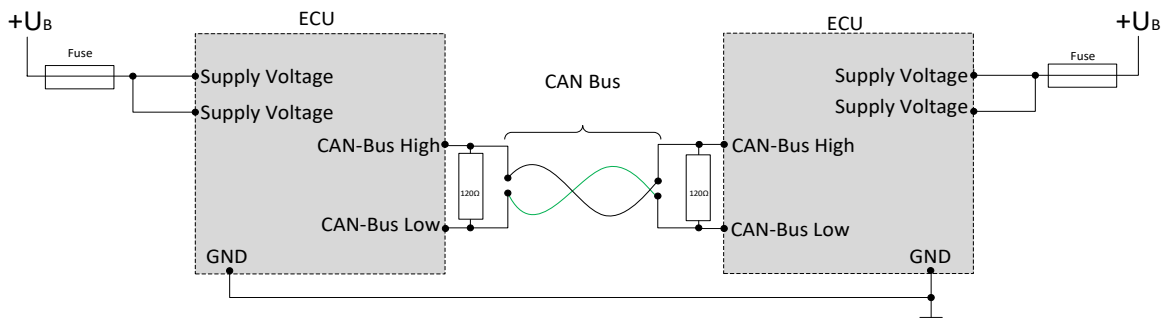 ECU
ECU
+UB
+UB
Fuse
Fuse
Supply Voltage
Supply Voltage
CAN Bus
Supply Voltage
Supply Voltage
CAN-Bus High
CAN-Bus High
120Ω
120Ω
CAN-Bus Low
CAN-Bus Low
GND
GND